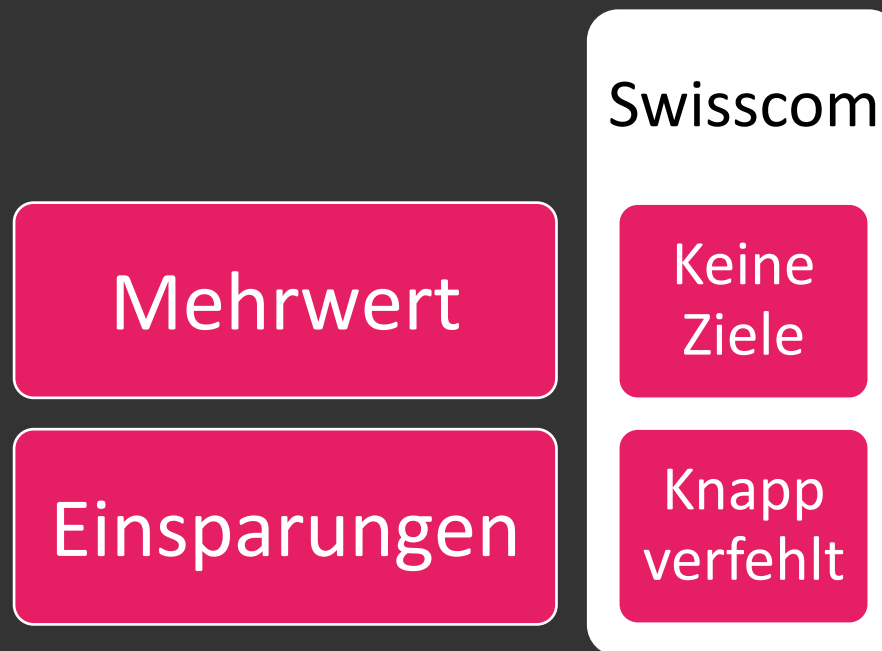 Swisscom
Mehrwert
Keine
Ziele
Einsparungen
Knapp
verfehlt